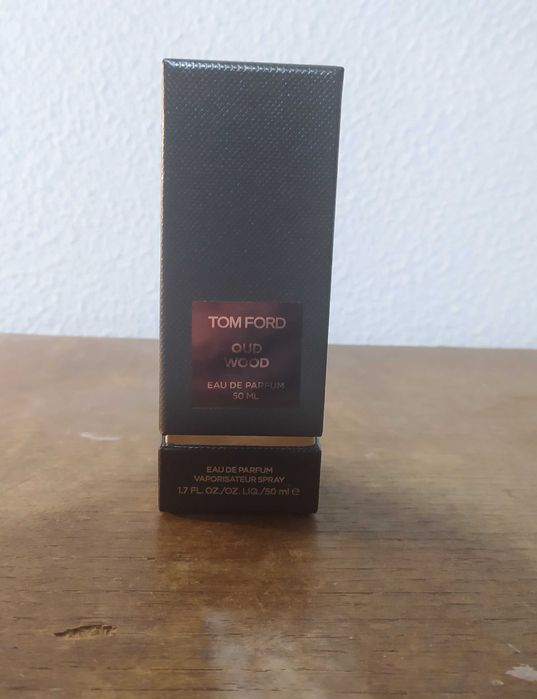 TOM FORD
OUD
WOOD
EAU DE PARFUM
50 ML
EAU DE PARFUM
VAPORISATEUR SPRAY
1.7 FL. OZ./OZ. LIQ./50 ml ℮